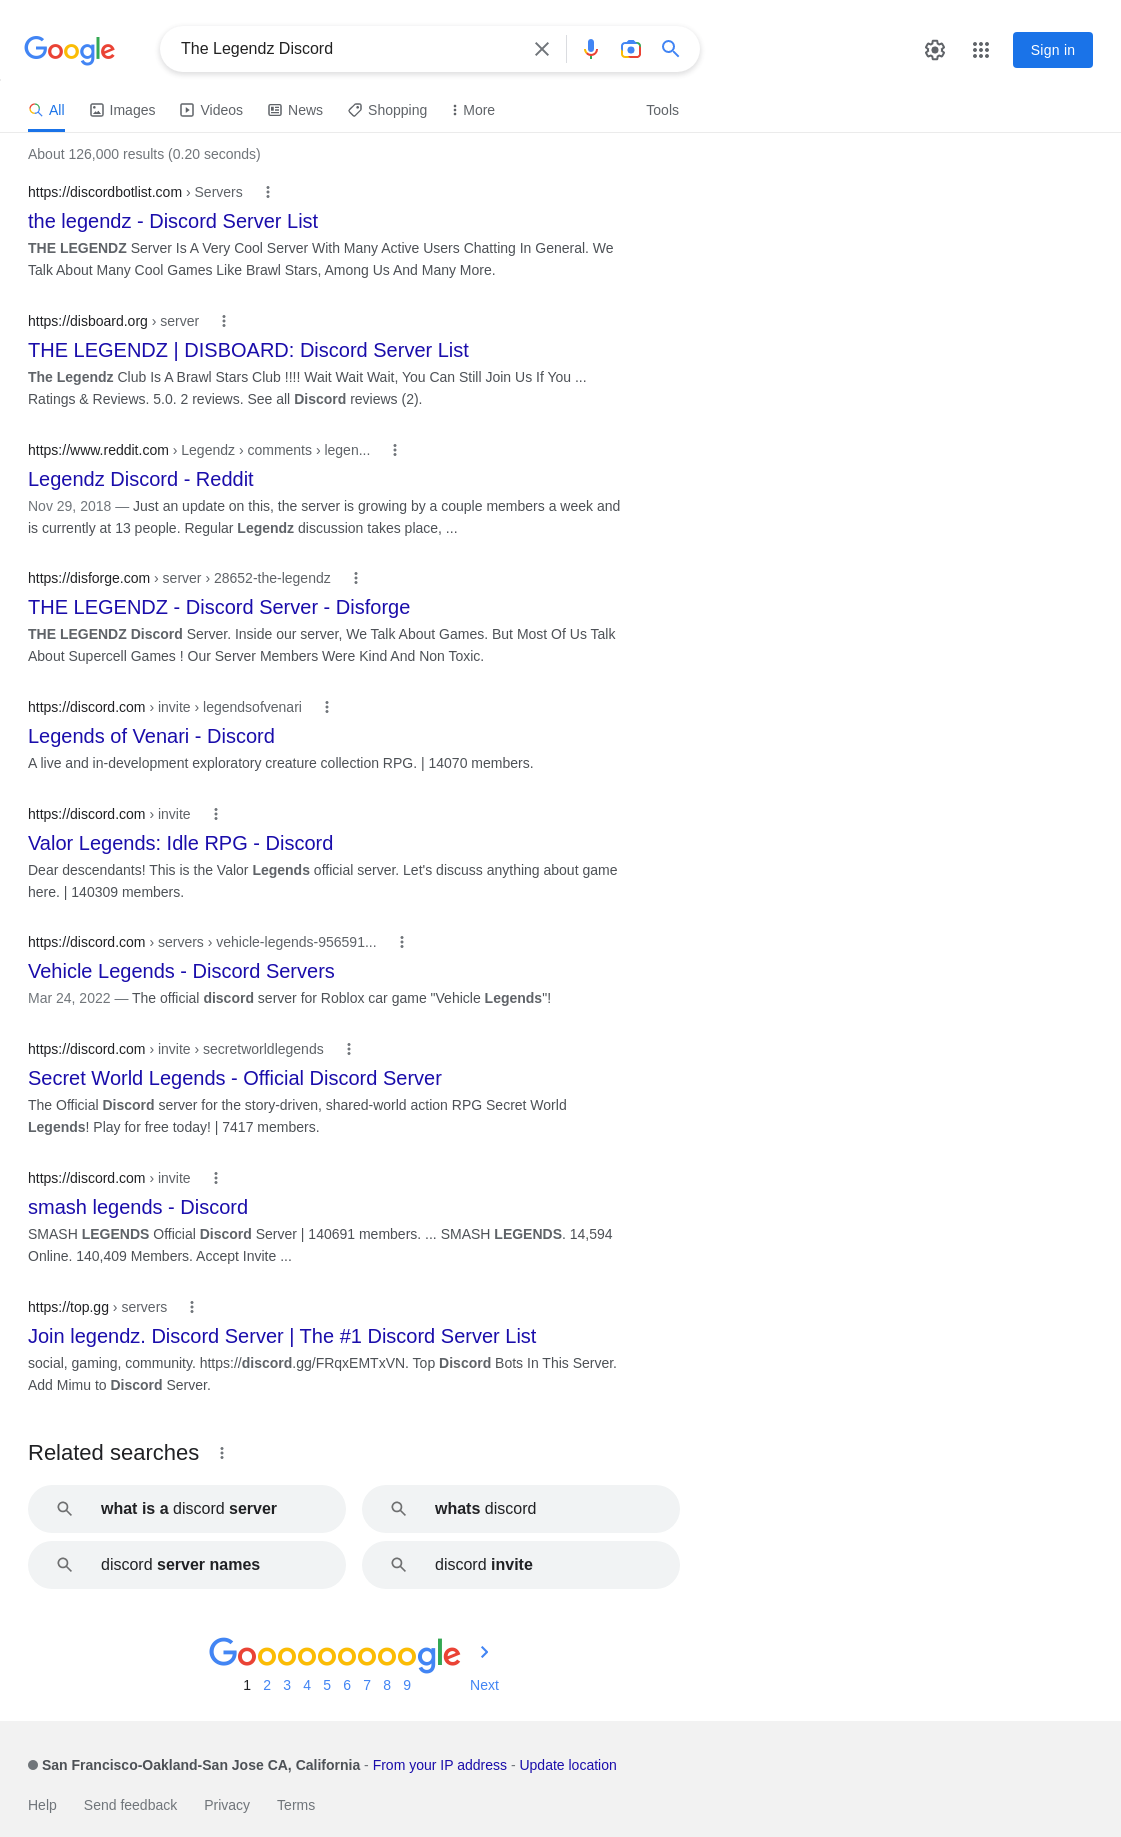 Google
The Legendz Discord
Sign in
All Images Videos News Shopping More Tools
About 126,000 results (0.20 seconds)
https://discordbotlist.com › Servers
the legendz - Discord Server List
THE LEGENDZ Server Is A Very Cool Server With Many Active Users Chatting In General. We
Talk About Many Cool Games Like Brawl Stars, Among Us And Many More.
https://disboard.org › server
THE LEGENDZ | DISBOARD: Discord Server List
The Legendz Club Is A Brawl Stars Club !!!! Wait Wait Wait, You Can Still Join Us If You ...
Ratings & Reviews. 5.0. 2 reviews. See all Discord reviews (2).
https://www.reddit.com › Legendz › comments › legen...
Legendz Discord - Reddit
Nov 29, 2018 — Just an update on this, the server is growing by a couple members a week and
is currently at 13 people. Regular Legendz discussion takes place, ...
https://disforge.com › server › 28652-the-legendz
THE LEGENDZ - Discord Server - Disforge
THE LEGENDZ Discord Server. Inside our server, We Talk About Games. But Most Of Us Talk
About Supercell Games ! Our Server Members Were Kind And Non Toxic.
https://discord.com › invite › legendsofvenari
Legends of Venari - Discord
A live and in-development exploratory creature collection RPG. | 14070 members.
https://discord.com › invite
Valor Legends: Idle RPG - Discord
Dear descendants! This is the Valor Legends official server. Let's discuss anything about game
here. | 140309 members.
https://discord.com › servers › vehicle-legends-956591...
Vehicle Legends - Discord Servers
Mar 24, 2022 — The official discord server for Roblox car game "Vehicle Legends"!
https://discord.com › invite › secretworldlegends
Secret World Legends - Official Discord Server
The Official Discord server for the story-driven, shared-world action RPG Secret World
Legends! Play for free today! | 7417 members.
https://discord.com › invite
smash legends - Discord
SMASH LEGENDS Official Discord Server | 140691 members. ... SMASH LEGENDS. 14,594
Online. 140,409 Members. Accept Invite ...
https://top.gg › servers
Join legendz. Discord Server | The #1 Discord Server List
social, gaming, community. https://discord.gg/FRqxEMTxVN. Top Discord Bots In This Server.
Add Mimu to Discord Server.
Related searches
what is a discord server
whats discord
discord server names
discord invite
Goooooooooogle
1 2 3 4 5 6 7 8 9 Next
San Francisco-Oakland-San Jose CA, California - From your IP address - Update location
Help Send feedback Privacy Terms